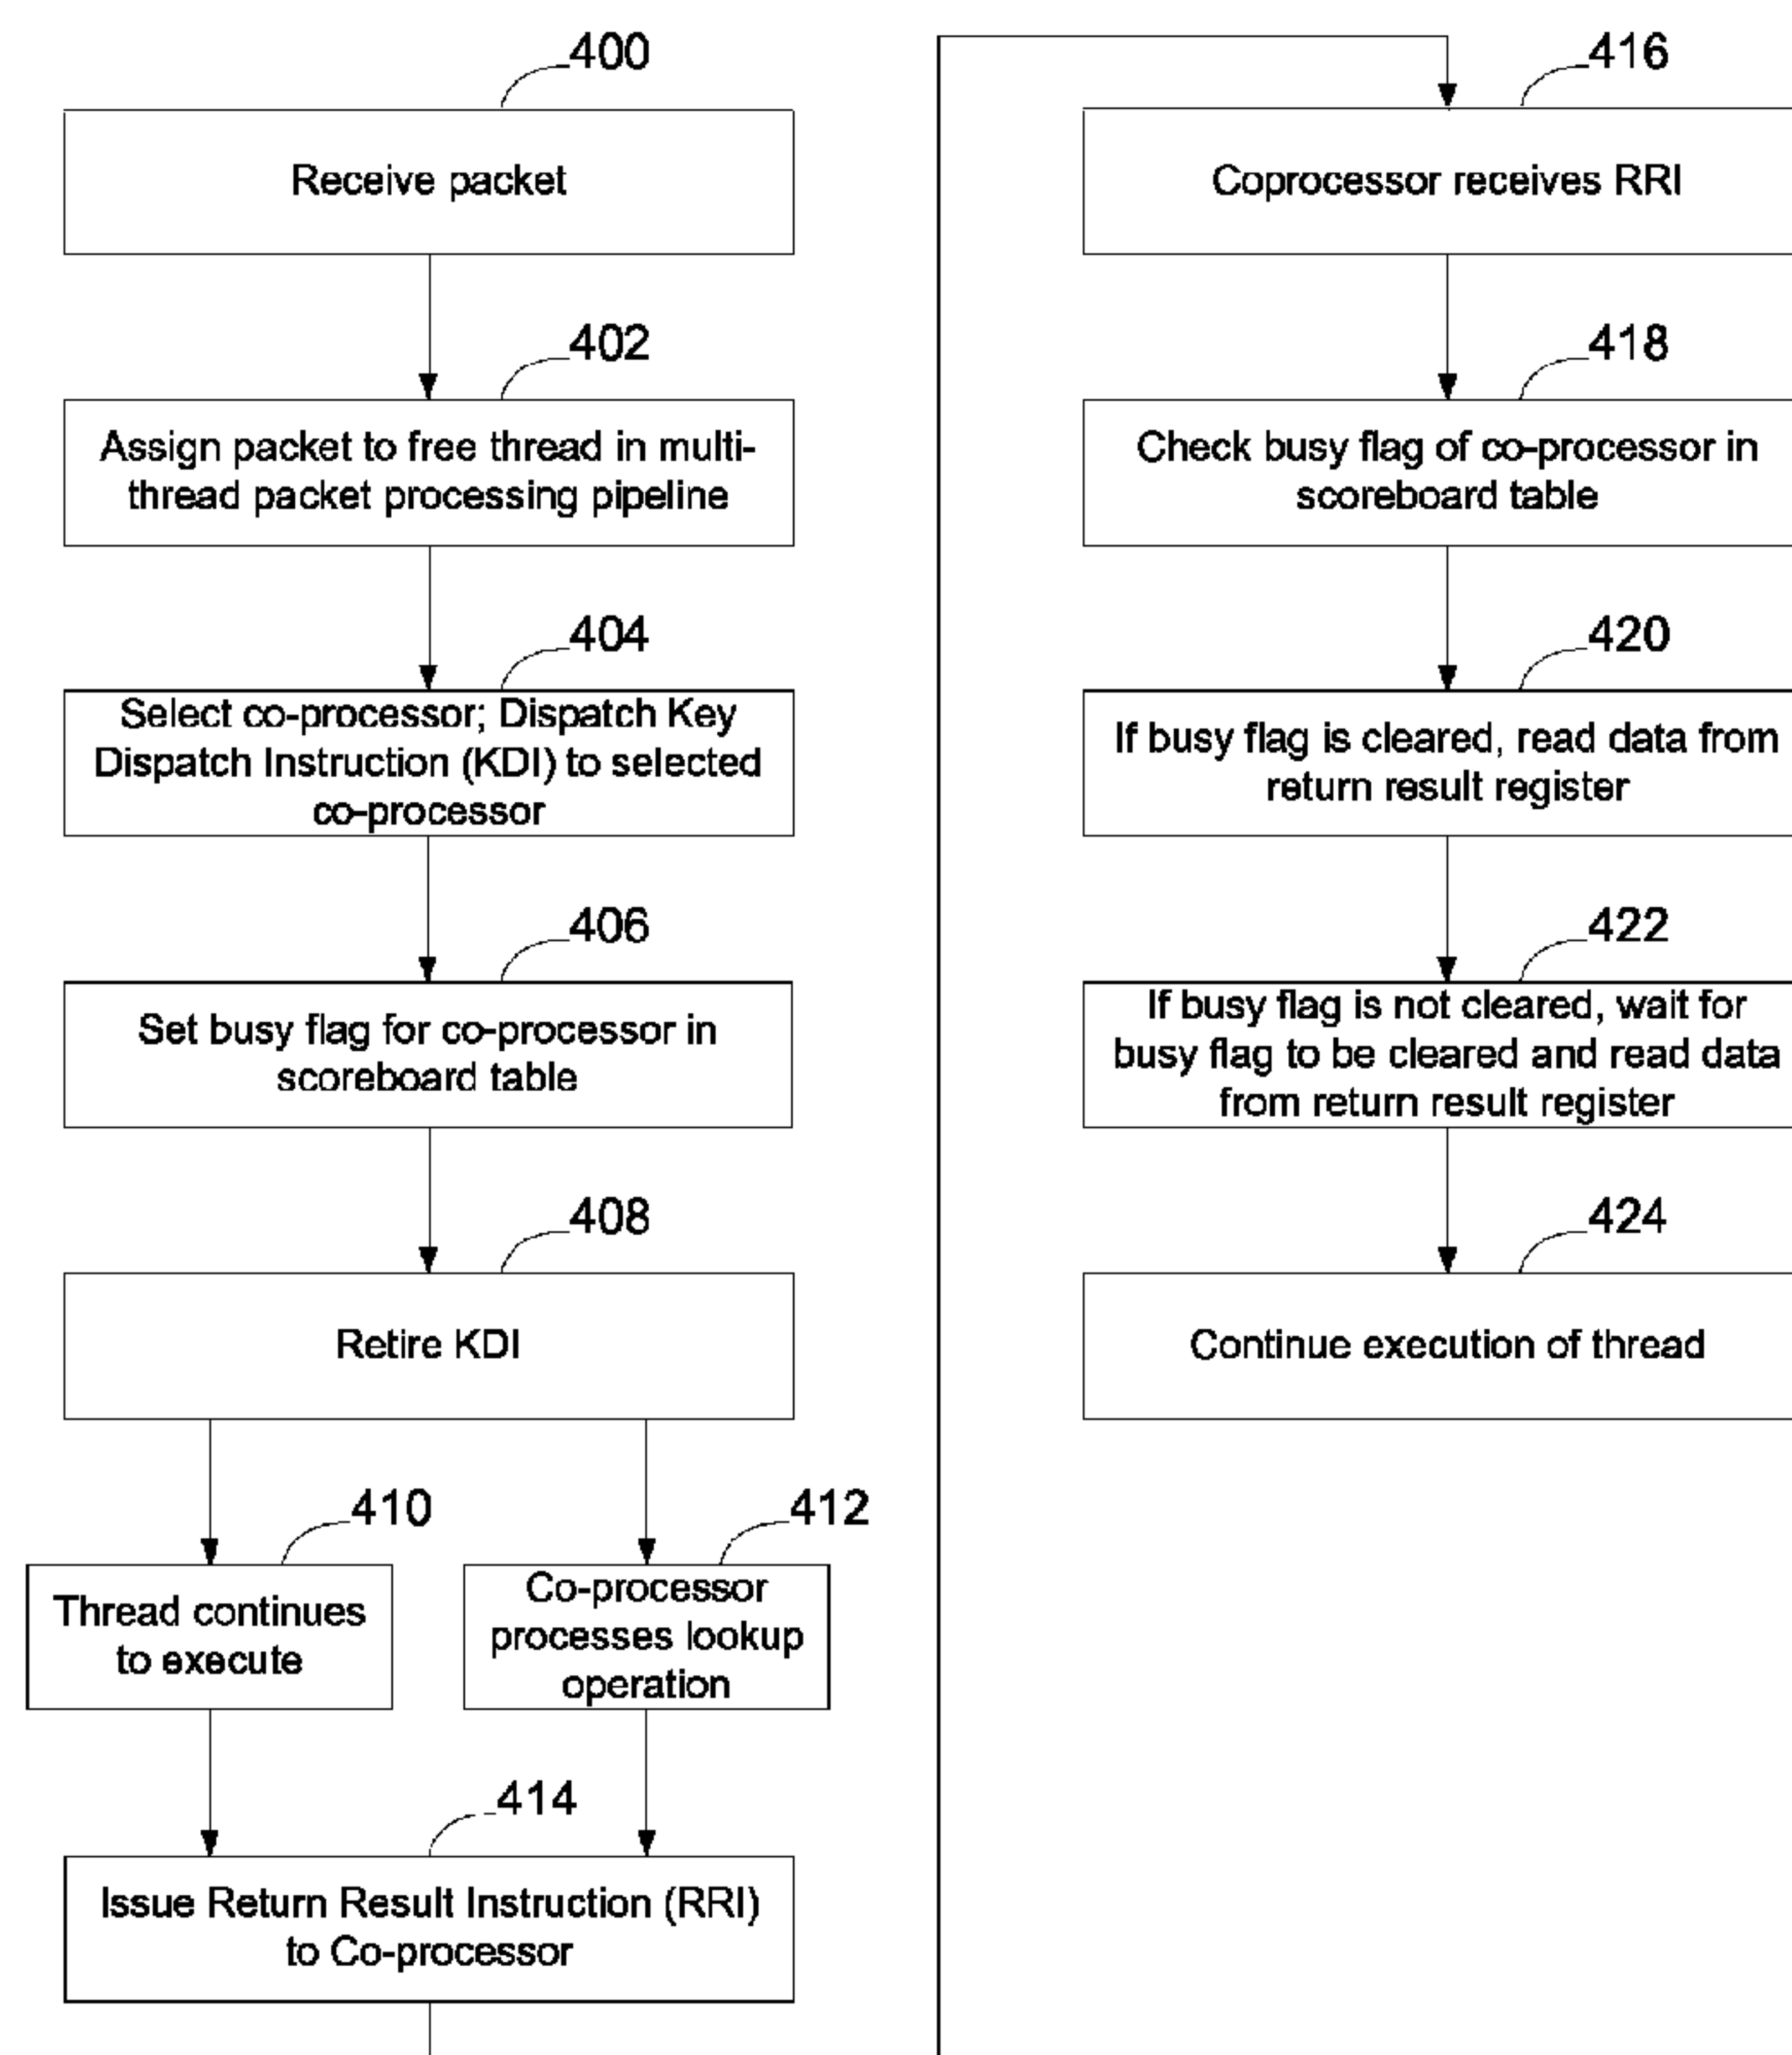 400
Receive packet
402
Assign packet to free thread in multi-
thread packet processing pipeline
404
Select co-processor; Dispatch Key
Dispatch Instruction (KDI) to selected
co-processor
406
Set busy flag for co-processor in
scoreboard table
408
Retire KDI
410
Thread continues
to execute
412
Co-processor
processes lookup
operation
414
Issue Return Result Instruction (RRI)
to Co-processor
416
Coprocessor receives RRI
418
Check busy flag of co-processor in
scoreboard table
420
If busy flag is cleared, read data from
return result register
422
If busy flag is not cleared, wait for
busy flag to be cleared and read data
from return result register
424
Continue execution of thread